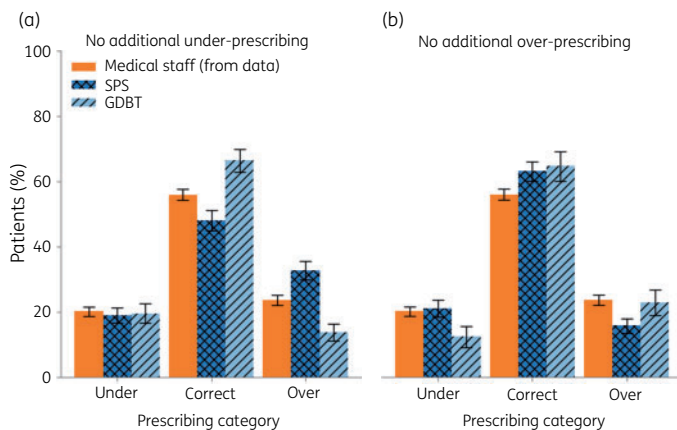 (a)
No additional under-prescribing
Medical staff (from data)
SPS
GDBT
Patients (%)
100
80
60
40
20
0
Under
Correct
Over
Prescribing category
(b)
No additional over-prescribing
Under
Correct
Over
Prescribing category